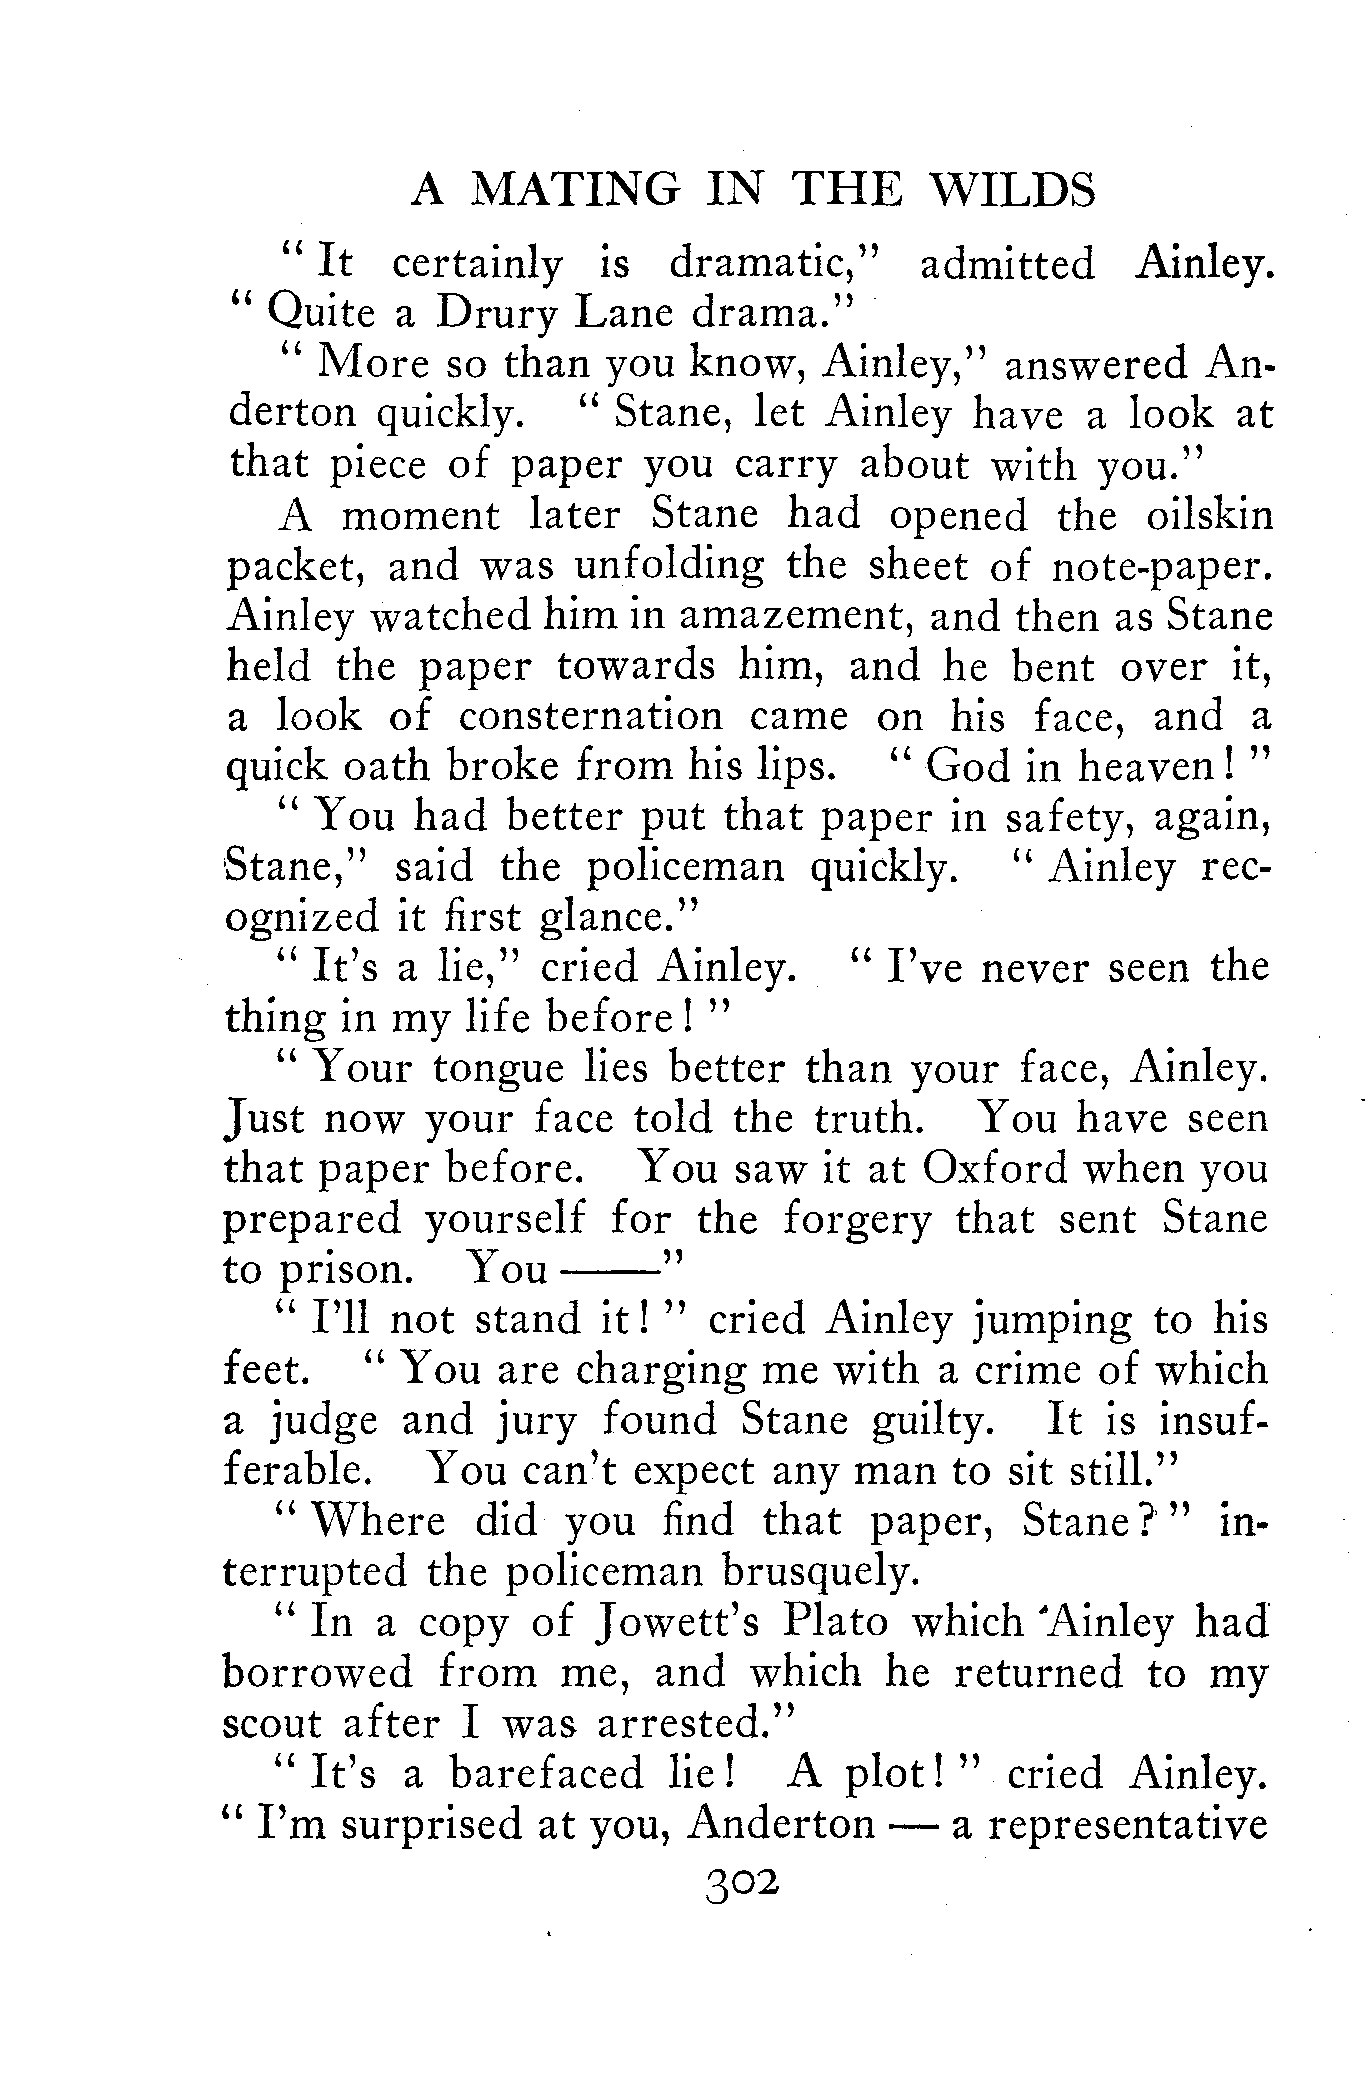 A MATING IN THE WILDS
“ It certainly is dramatic,” admitted Ainley.
“ Quite a Drury Lane drama.”
“ More so than you know, Ainley,” answered An-
derton quickly. “ Stane, let Ainley have a look at
that piece of paper you carry about with you.”
A moment later Stane had opened the oilskin
packet, and was unfolding the sheet of note-paper.
Ainley watched him in amazement, and then as Stane
held the paper towards him, and he bent over it,
a look of consternation came on his face, and a
quick oath broke from his lips. “ God in heaven! ”
“ You had better put that paper in safety, again,
Stane,” said the policeman quickly. “ Ainley rec-
ognized it first glance.”
“ It’s a lie,” cried Ainley. “ I’ve never seen the
thing in my life before! ”
“ Your tongue lies better than your face, Ainley.
Just now your face told the truth. You have seen
that paper before. You saw it at Oxford when you
prepared yourself for the forgery that sent Stane
to prison. You ——”
“ I’ll not stand it! ” cried Ainley jumping to his
feet. “ You are charging me with a crime of which
a judge and jury found Stane guilty. It is insuf-
ferable. You can’t expect any man to sit still.”
“ Where did you find that paper, Stane? ” in-
terrupted the policeman brusquely.
“ In a copy of Jowett’s Plato which Ainley had
borrowed from me, and which he returned to my
scout after I was arrested.”
“ It’s a barefaced lie! A plot! ” cried Ainley.
“ I’m surprised at you, Anderton — a representative
302